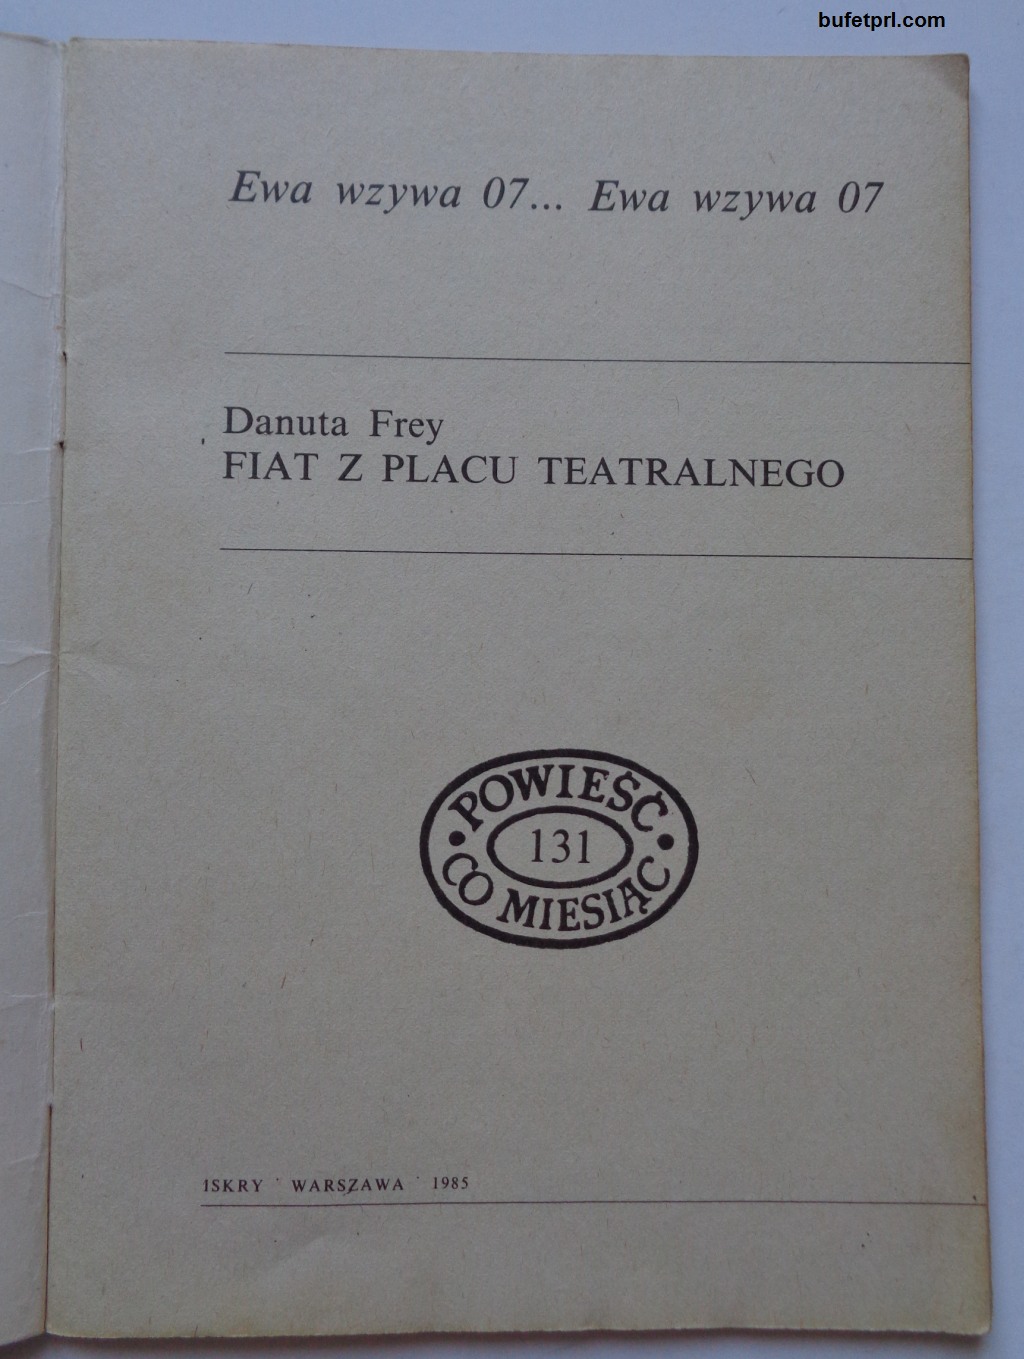 bufetprl.com
Ewa wzywa 07... Ewa wzywa 07
Danuta Frey
FIAT Z PLACU TEATRALNEGO
POWIEŚĆ
131
CO MIESIĄC
ISKRY · WARSZAWA · 1985